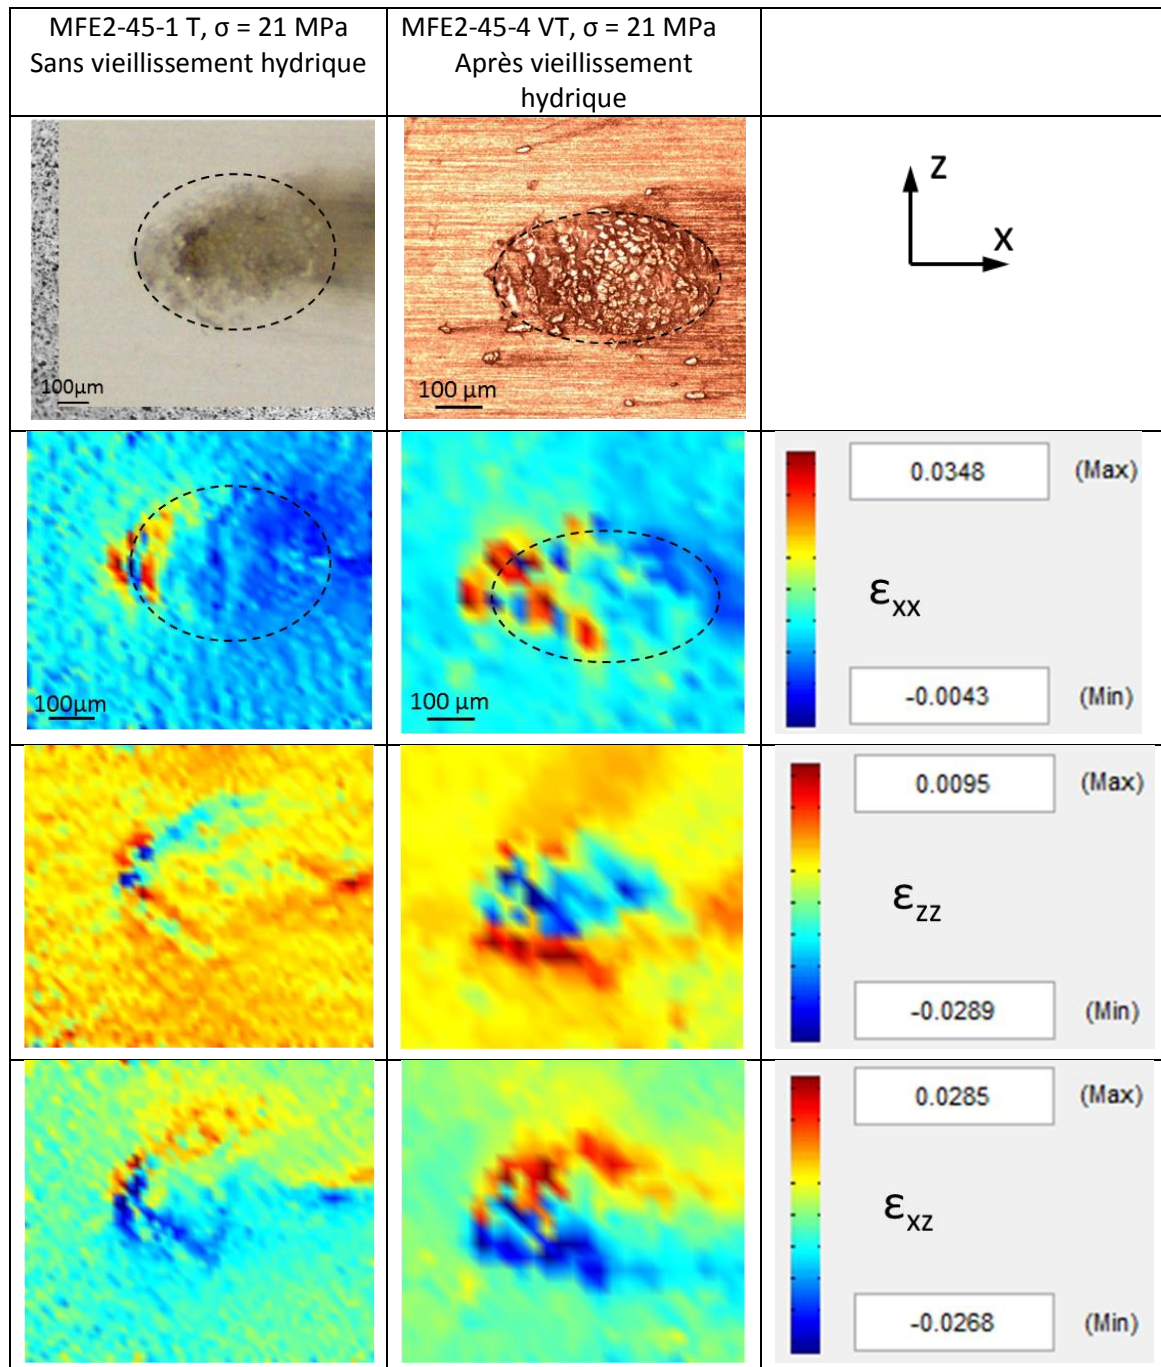 MFE2-45-1 T, σ = 21 MPa
Sans vieillissement hydrique
MFE2-45-4 VT, σ = 21 MPa
Après vieillissement
hydrique
100µm
100 µm
Z
X
100µm
100 µm
0.0348 (Max)
εxx
-0.0043 (Min)
0.0095 (Max)
εzz
-0.0289 (Min)
0.0285 (Max)
εxz
-0.0268 (Min)